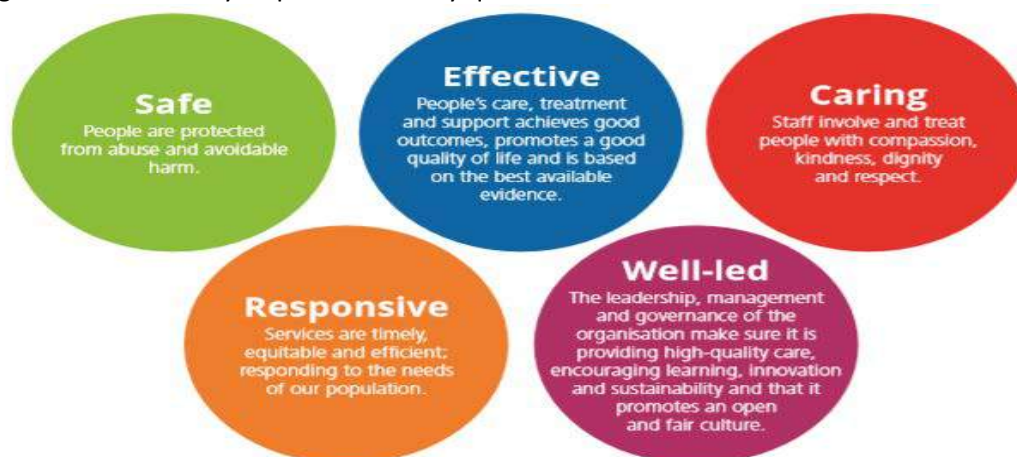 Safe
People are protected
from abuse and avoidable
harm.
Effective
People's care, treatment
and support achieves good
outcomes, promotes a good
quality of life and is based
on the best available
evidence.
Caring
Staff involve and treat
people with compassion,
kindness, dignity
and respect.
Responsive
Services are timely,
equitable and efficient;
responding to the needs
of our population.
Well-led
The leadership, management
and governance of the
organisation make sure it is
providing high-quality care,
encouraging learning, innovation
and sustainability and that it
promotes an open
and fair culture.